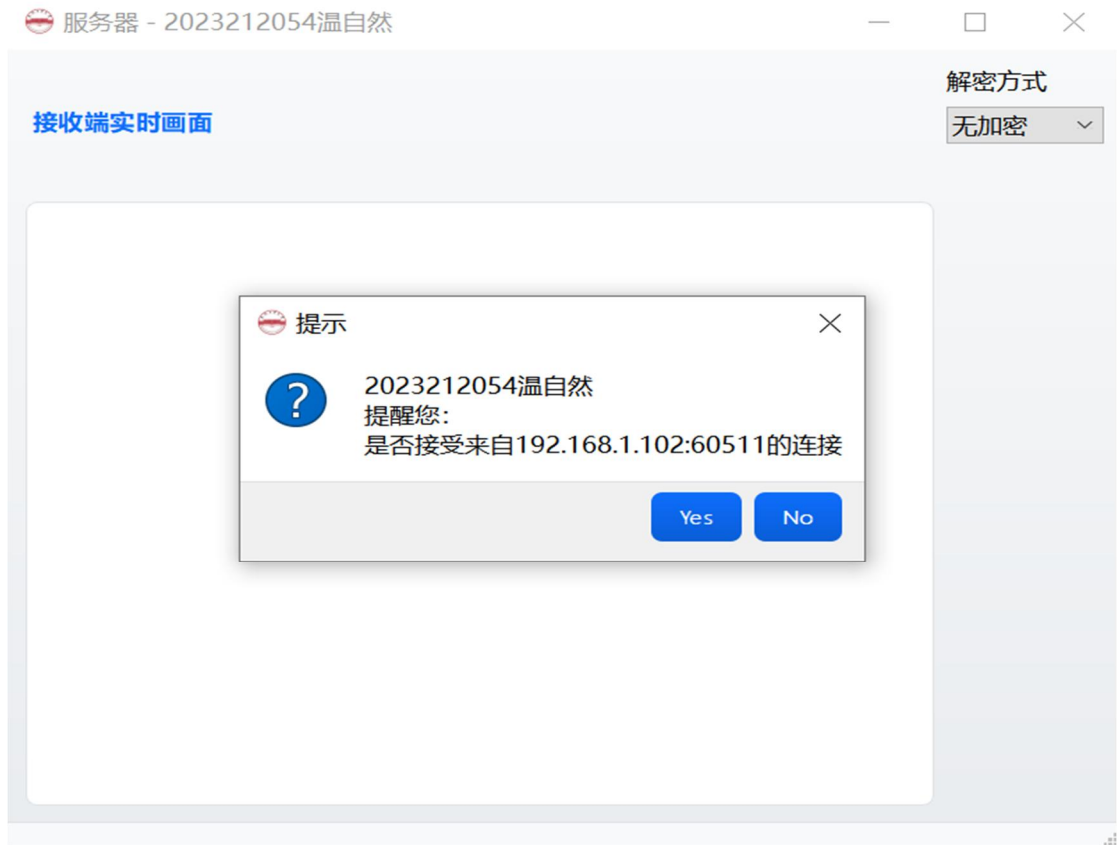 服务器 - 2023212054温自然
解密方式
接收端实时画面
无加密
提示
?
2023212054温自然
提醒您:
是否接受来自192.168.1.102:60511的连接
Yes
No